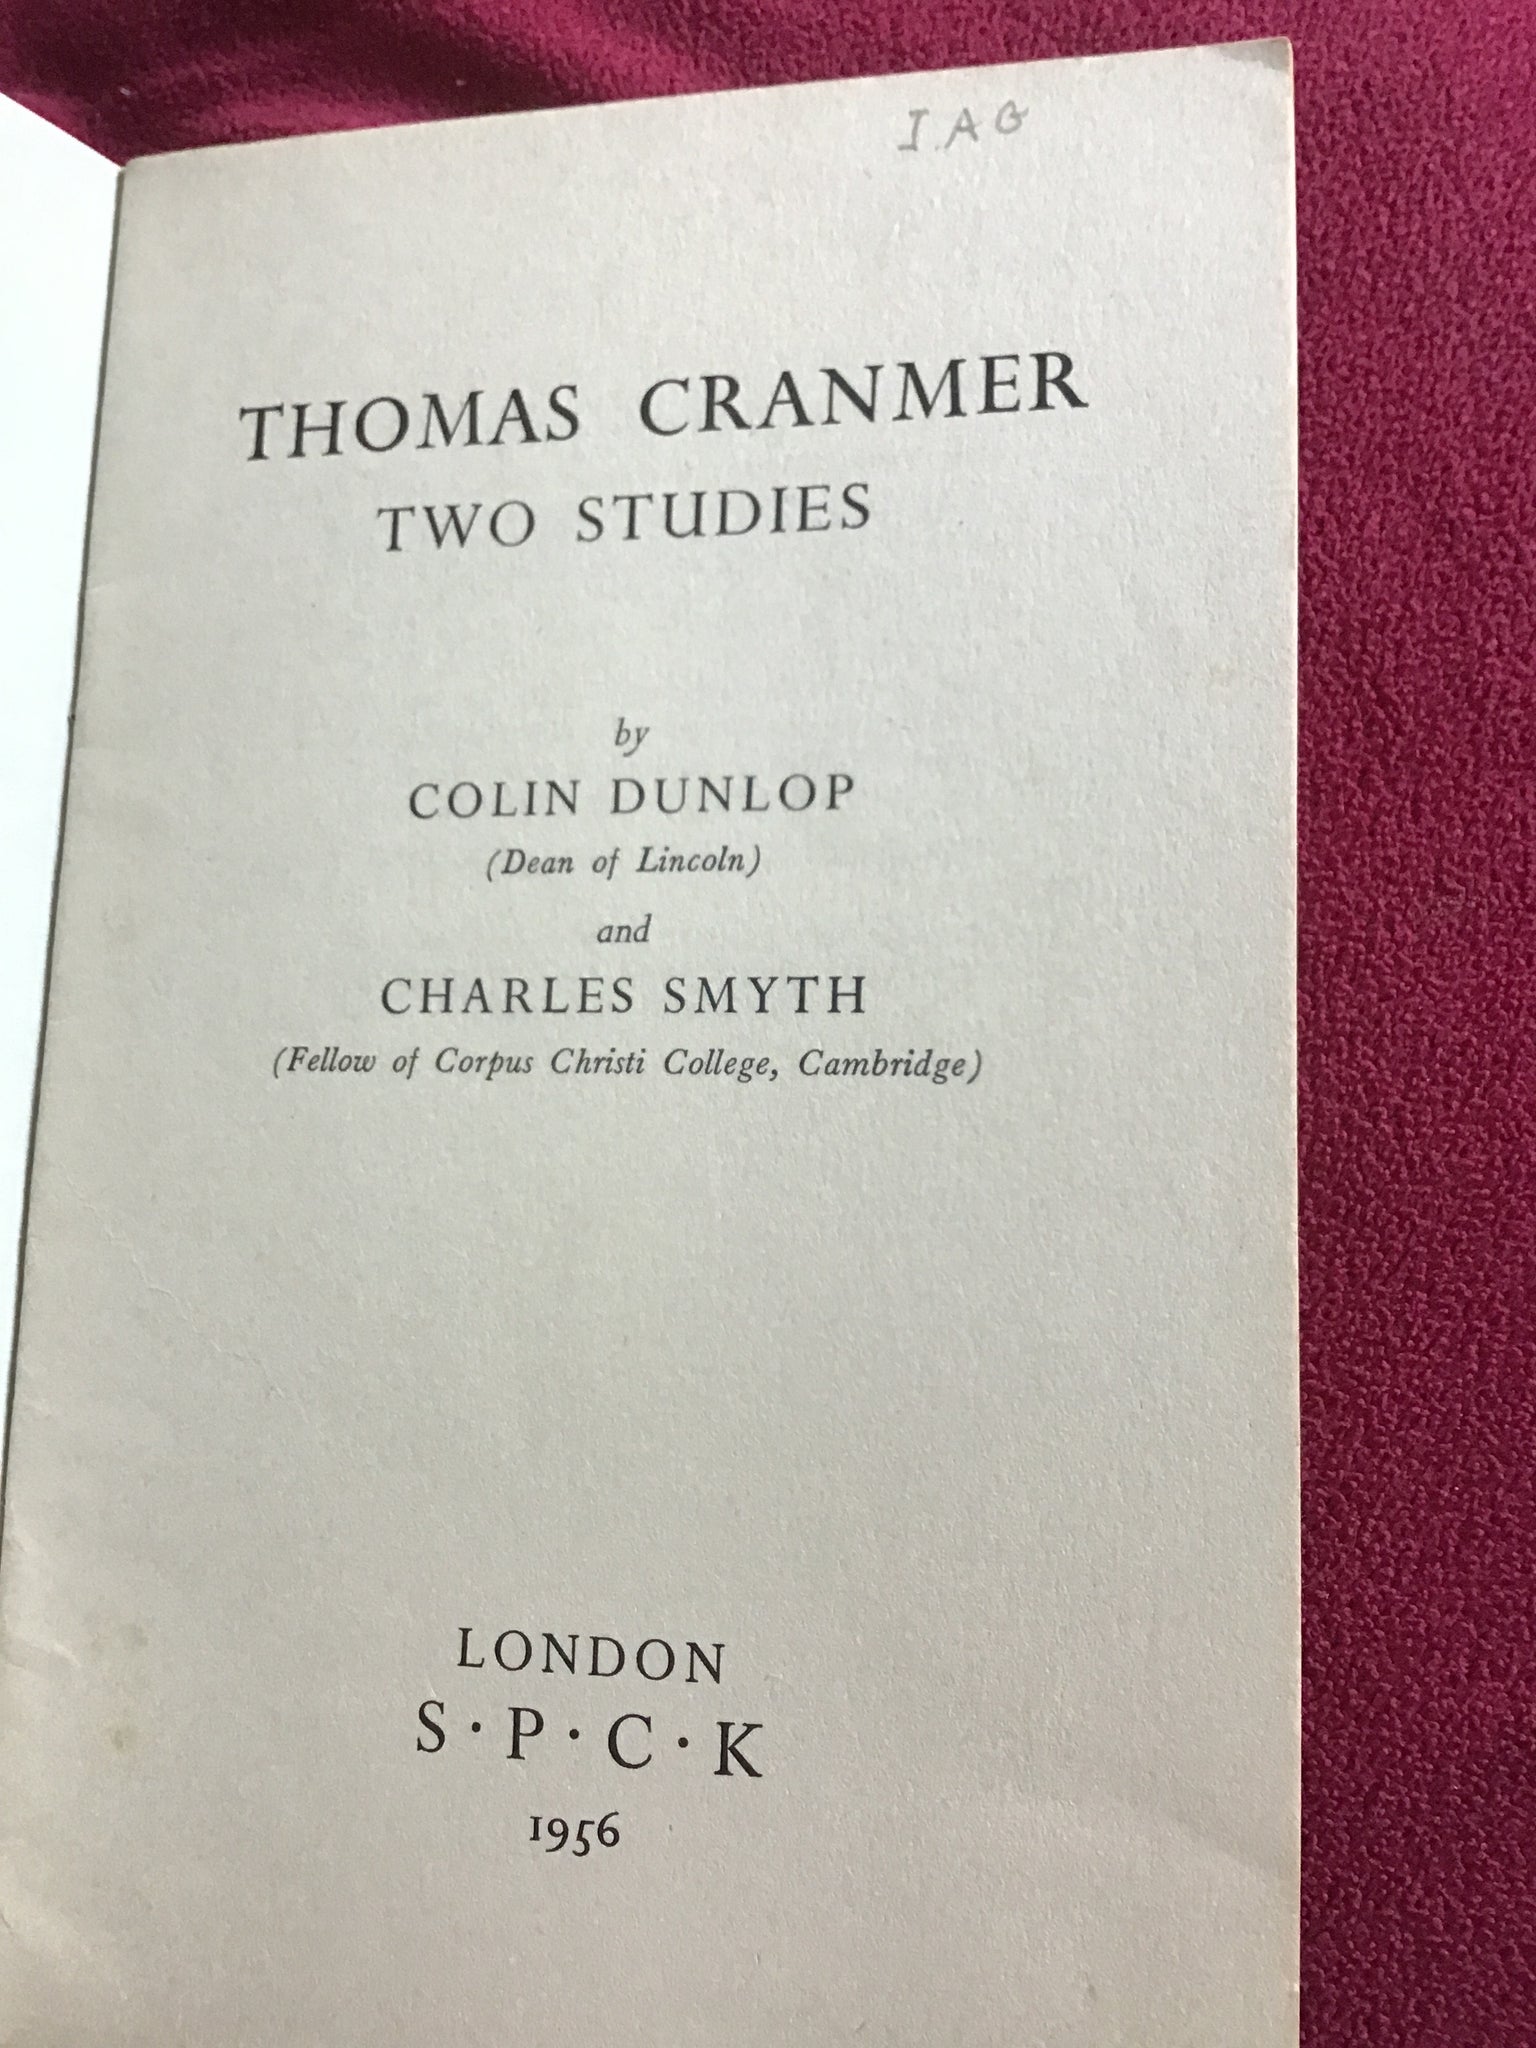 I.A G
THOMAS CRANMER
TWO STUDIES
by
COLIN DUNLOP
(Dean of Lincoln)
and
CHARLES SMYTH
(Fellow of Corpus Christi College, Cambridge)
LONDON
S · P · C · K
1956